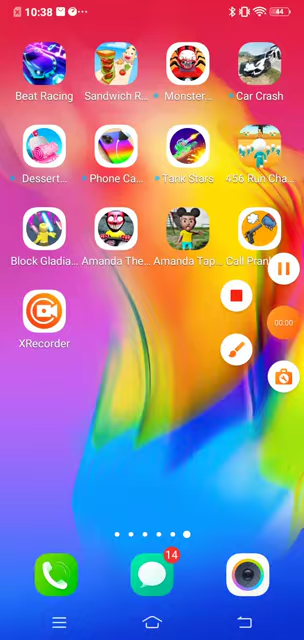 10:38
84
Beat Racing
Sandwich R...
Monster...
Car Crash
Dessert...
Phone Ca...
Tank Stars
456 Run Cha...
Block Gladia...
Amanda The...
Amanda Tap...
Call Pran
XRecorder
00:00
14